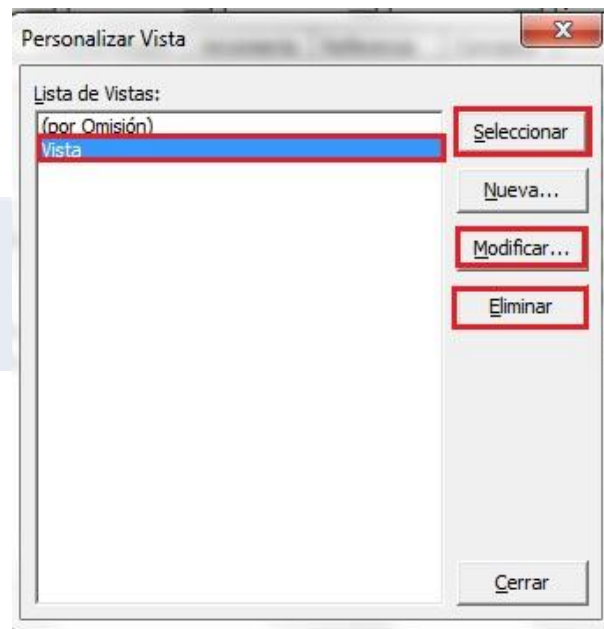 Personalizar Vista
Lista de Vistas:
(por Omisión)
Vista
Seleccionar
Nueva...
Modificar...
Eliminar
Cerrar